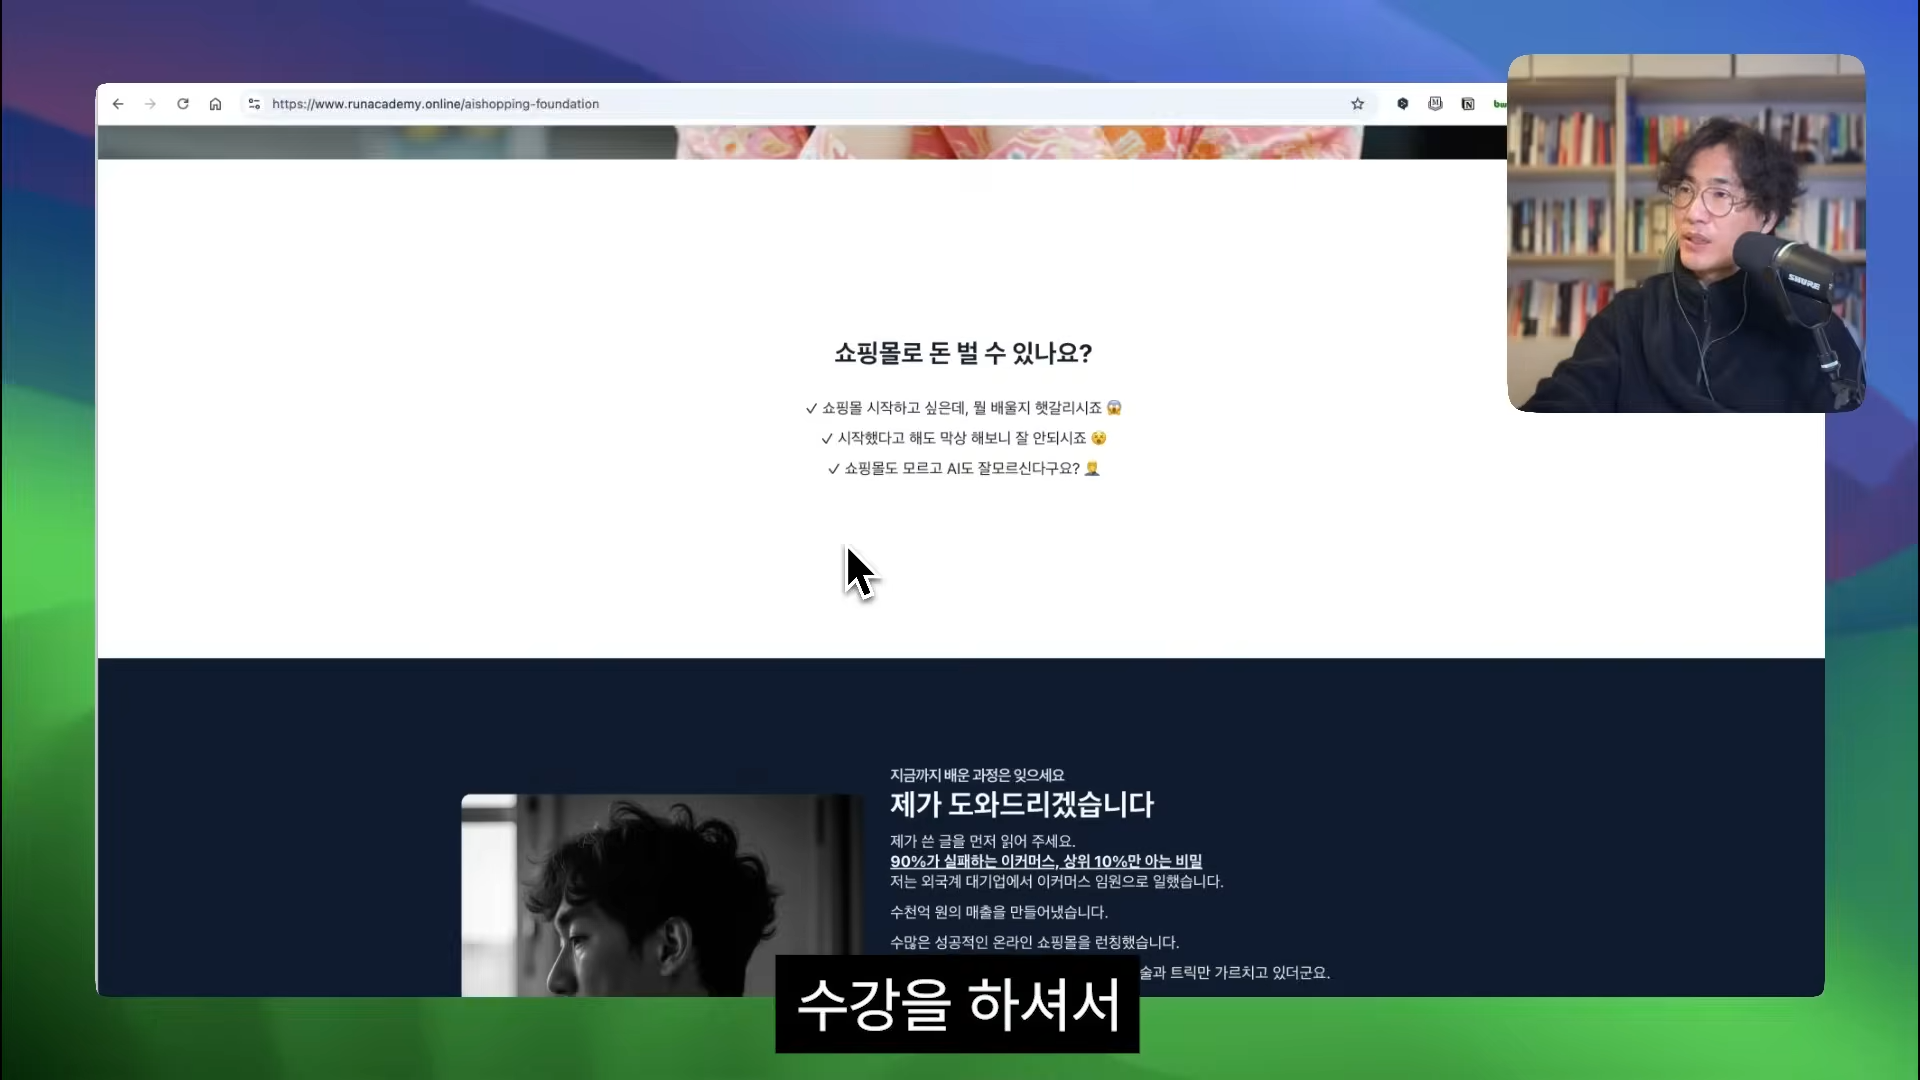 https://www.runacademy.online/aishopping-foundation
SHURE
쇼핑몰로 돈 벌 수 있나요?
✓ 쇼핑몰 시작하고 싶은데, 뭘 배울지 햇갈리시죠 😱
✓ 시작했다고 해도 막상 해보니 잘 안되시죠 😵
✓ 쇼핑몰도 모르고 AI도 잘모르신다구요? 🤦
지금까지 배운 과정은 잊으세요
제가 도와드리겠습니다
제가 쓴 글을 먼저 읽어 주세요.
90%가 실패하는 이커머스, 상위 10%만 아는 비밀
저는 외국계 대기업에서 이커머스 임원으로 일했습니다.
수천억 원의 매출을 만들어냈습니다.
수많은 성공적인 온라인 쇼핑몰을 런칭했습니다.
트릭만 가르치고 있더군요.
수강을 하셔서